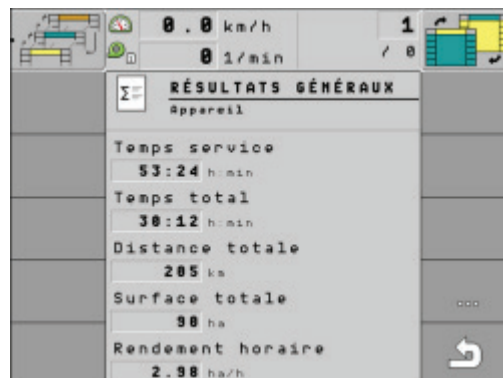 0.0 km/h 1
0 1/min / 0
RÉSULTATS GÉNÉRAUX
Appareil
Temps service
53:24 h:min
Temps total
30:12 h:min
Distance totale
205 km
Surface totale
90 ha
Rendement horaire
2.98 ha/h